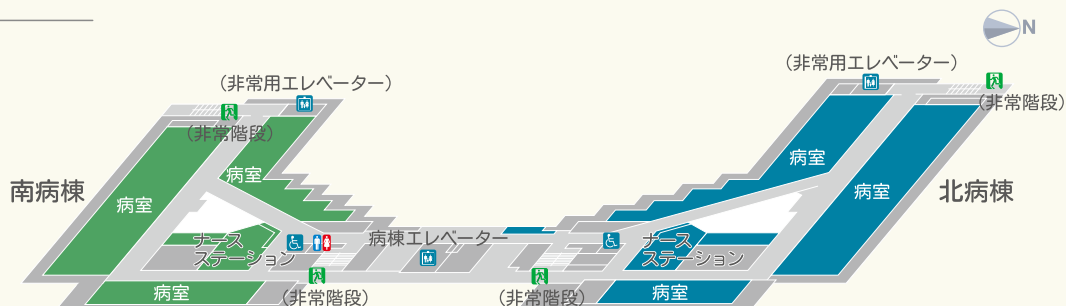 N
(非常用エレベーター)
(非常用エレベーター)
(非常階段)
(非常階段)
病室
病室
病室
病室
南病棟
北病棟
ナース
ステーション
病棟エレベーター
ナース
ステーション
病室
(非常階段)
(非常階段)
病室